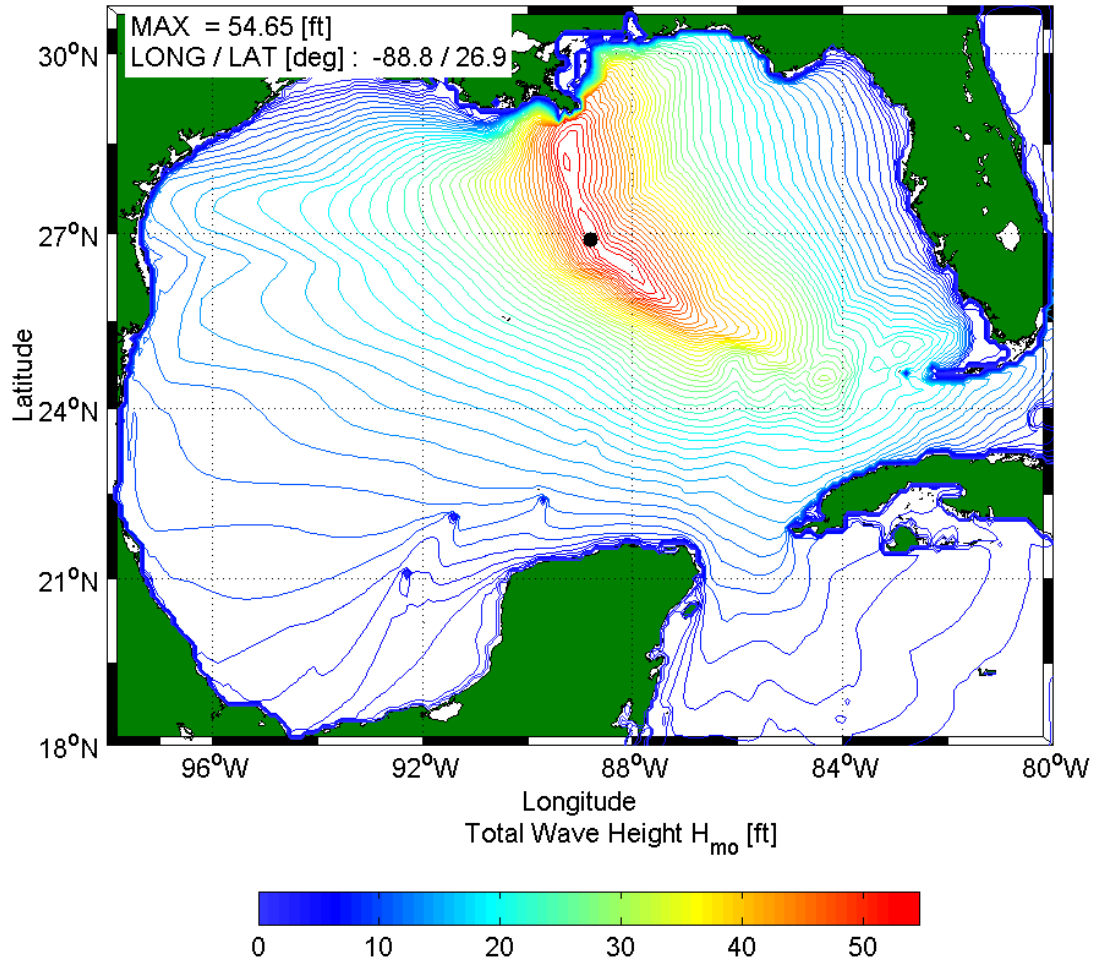 MAX = 54.65 [ft]
LONG / LAT [deg] : -88.8 / 26.9
30°N
27°N
24°N
21°N
18°N
Latitude
96°W 92°W 88°W 84°W 80°W
Longitude
Total Wave Height H_mo [ft]
0 10 20 30 40 50